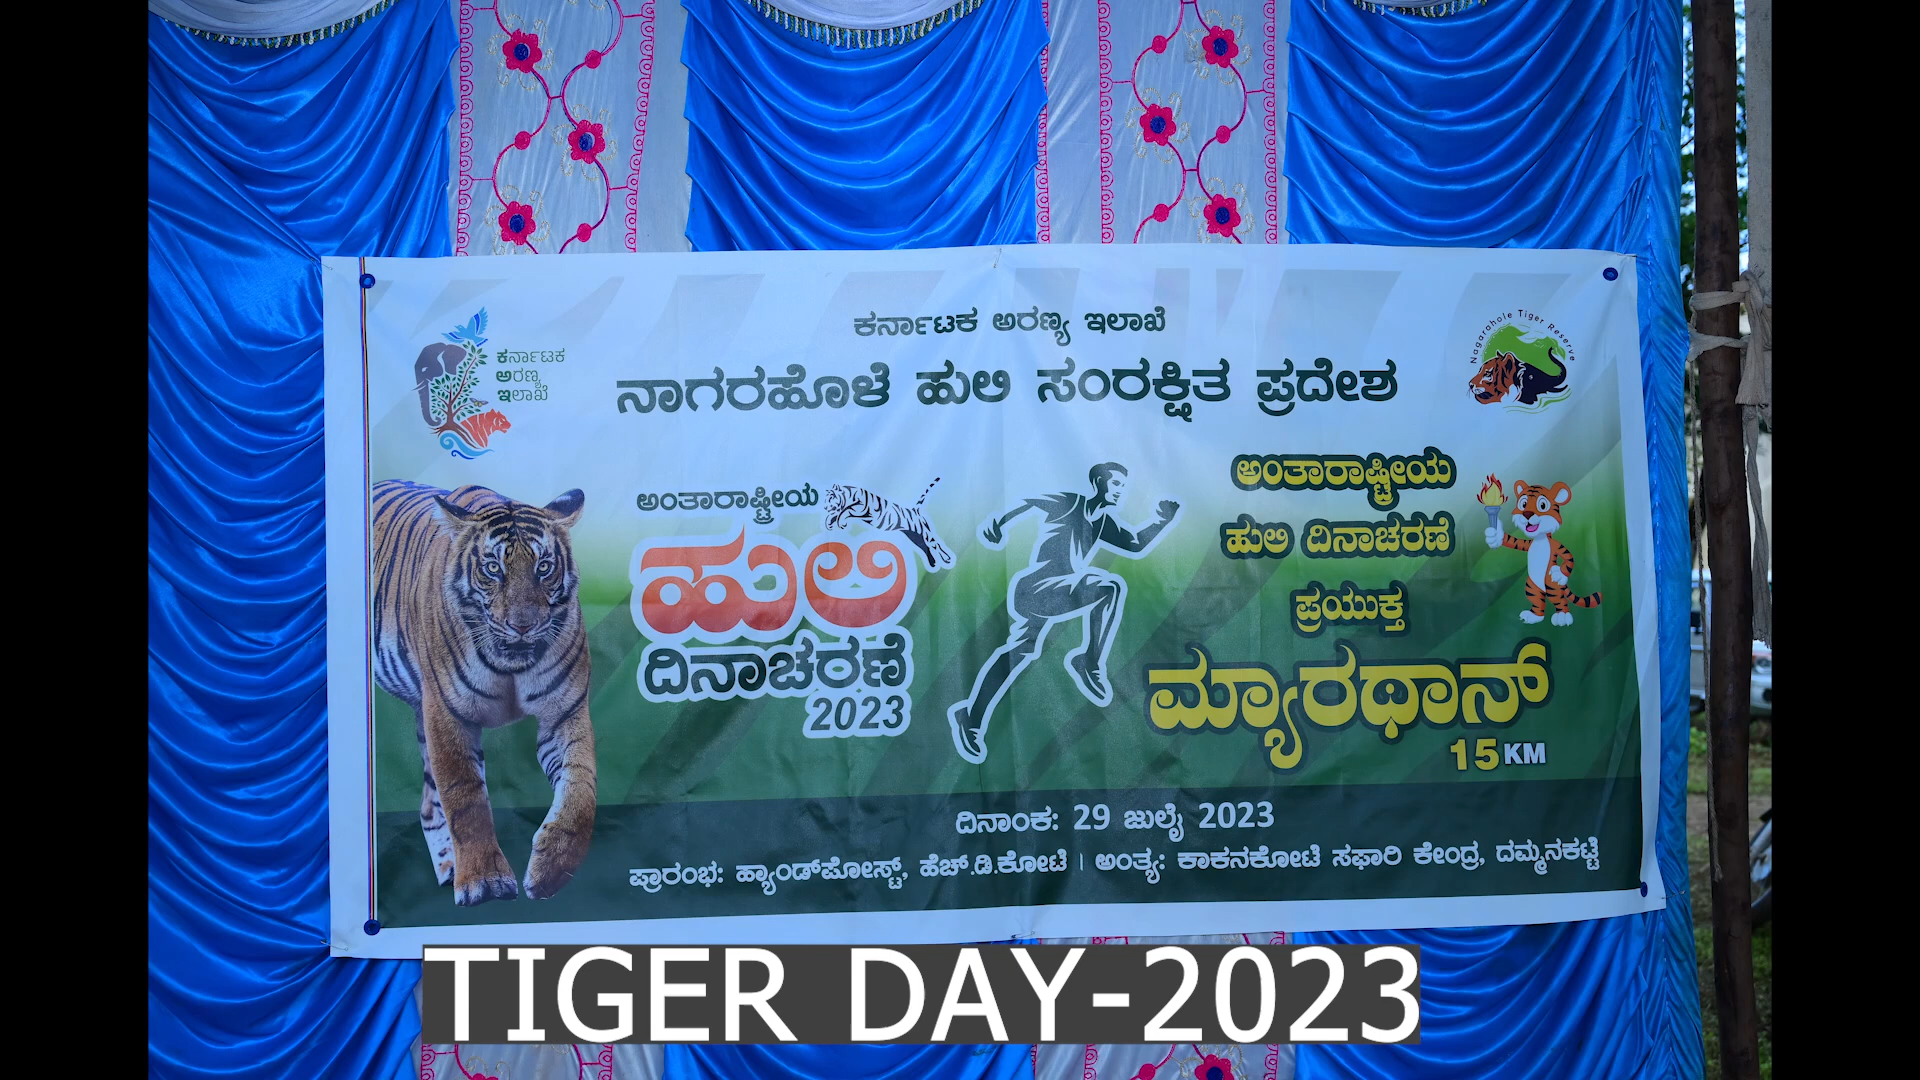 ಕರ್ನಾಟಕ ಅರಣ್ಯ ಇಲಾಖೆ
ನಾಗರಹೊಳೆ ಹುಲಿ ಸಂರಕ್ಷಿತ ಪ್ರದೇಶ
ಕರ್ನಾಟಕ
ಅರಣ್ಯ
ಇಲಾಖೆ
Nagarahole Tiger Reserve
ಅಂತಾರಾಷ್ಟ್ರೀಯ
ಹುಲಿ
ದಿನಾಚರಣೆ
2023
ಅಂತಾರಾಷ್ಟ್ರೀಯ
ಹುಲಿ ದಿನಾಚರಣೆ
ಪ್ರಯುಕ್ತ
ಮ್ಯಾರಥಾನ್
15 KM
ದಿನಾಂಕ: 29 ಜುಲೈ 2023
ಪ್ರಾರಂಭ: ಹ್ಯಾಂಡ್‌ಪೋಸ್ಟ್, ಹೆಚ್.ಡಿ.ಕೋಟೆ | ಅಂತ್ಯ: ಕಾಕನಕೋಟೆ ಸಫಾರಿ ಕೇಂದ್ರ, ದಮ್ಮನಕಟ್ಟೆ
TIGER DAY-2023